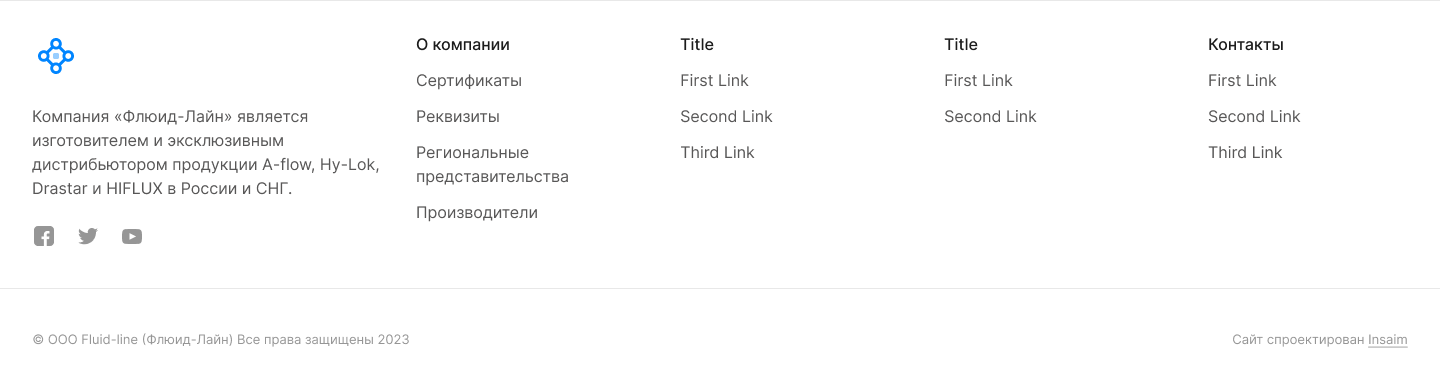 Компания «Флюид-Лайн» является
изготовителем и эксклюзивным
дистрибьютором продукции A-flow, Hy-Lok,
Drastar и HIFLUX в России и СНГ.
О компании
Сертификаты
Реквизиты
Региональные
представительства
Производители
Title
First Link
Second Link
Third Link
Title
First Link
Second Link
Контакты
First Link
Second Link
Third Link
© ООО Fluid-line (Флюид-Лайн) Все права защищены 2023
Сайт спроектирован Insaim